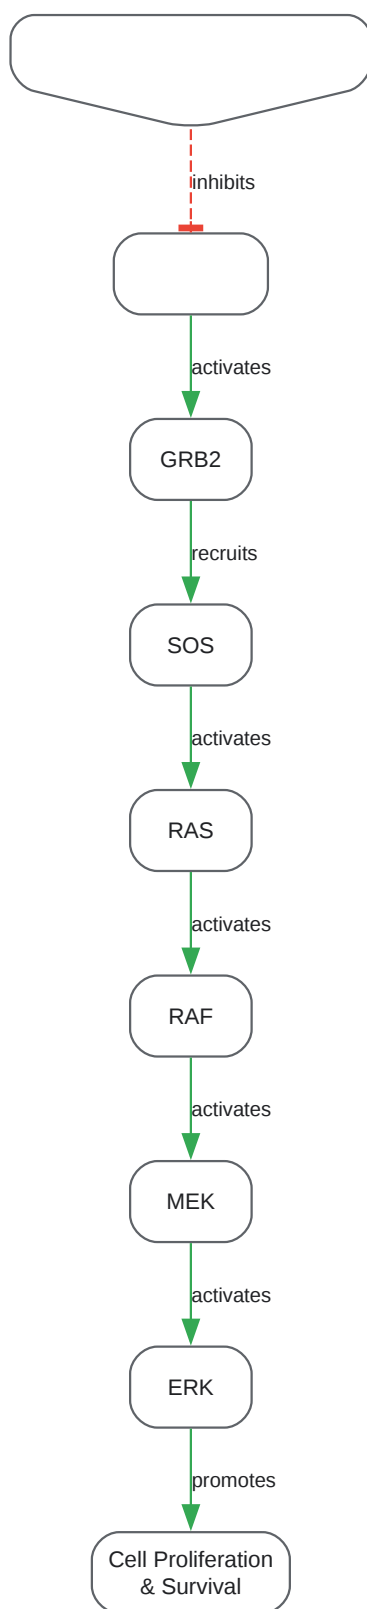 inhibits
activates
GRB2
recruits
SOS
activates
RAS
activates
RAF
activates
MEK
activates
ERK
promotes
Cell Proliferation
& Survival